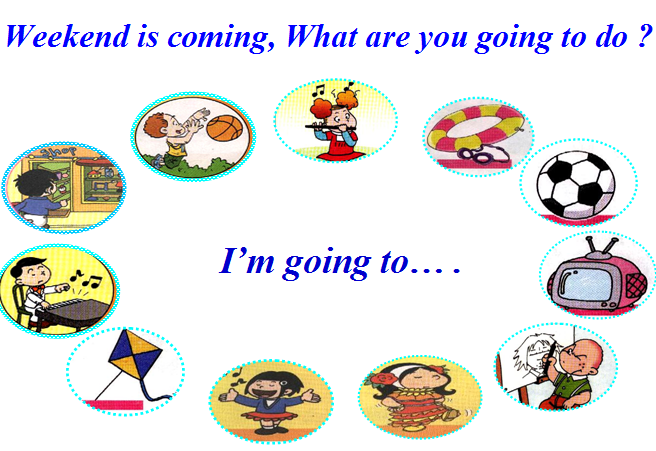 Weekend is coming, What are you going to do ?
I'm going to… .